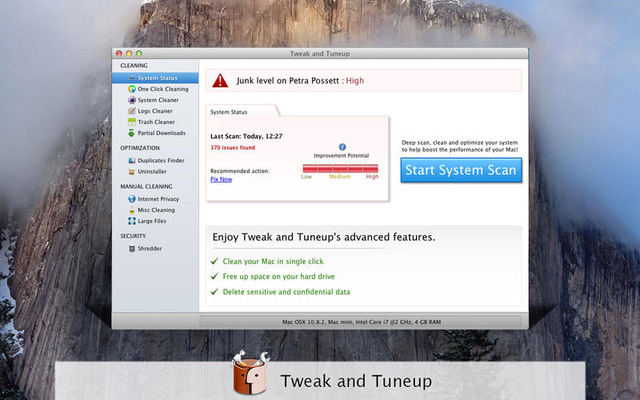 Tweak and Tuneup
CLEANING
System Status
One Click Cleaning
System Cleaner
Logs Cleaner
Trash Cleaner
Partial Downloads
OPTIMIZATION
Duplicates Finder
Uninstaller
MANUAL CLEANING
Internet Privacy
Misc Cleaning
Large Files
SECURITY
Shredder
Junk level on Petra Possett : High
System Status
Last Scan: Today, 12:27
370 issues found
Improvement Potential
Recommended action:
Fix Now
Low Medium High
Deep scan, clean and optimize your system
to help boost the performance of your Mac!
Start System Scan
Enjoy Tweak and Tuneup's advanced features.
Clean your Mac in single click
Free up space on your hard drive
Delete sensitive and confidential data
Mac OSX 10.8.2, Mac mini, Intel Core i7 @2 GHz, 4 GB RAM
Tweak and Tuneup